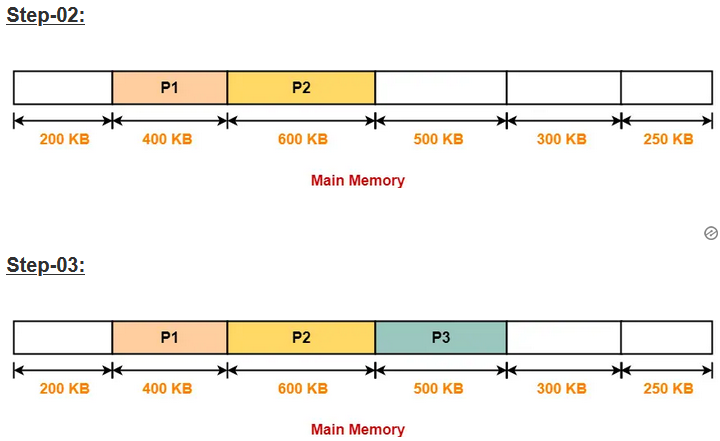 Step-02:
P1 P2
200 KB 400 KB 600 KB 500 KB 300 KB 250 KB
Main Memory
Step-03:
P1 P2 P3
200 KB 400 KB 600 KB 500 KB 300 KB 250 KB
Main Memory